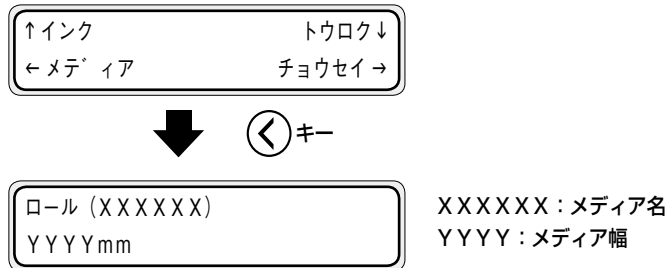 ↑インク トウロク↓
←メディア チョウセイ→
キー
ロール（XXXXXX）
YYYYmm
XXXXXX：メディア名
YYYY：メディア幅